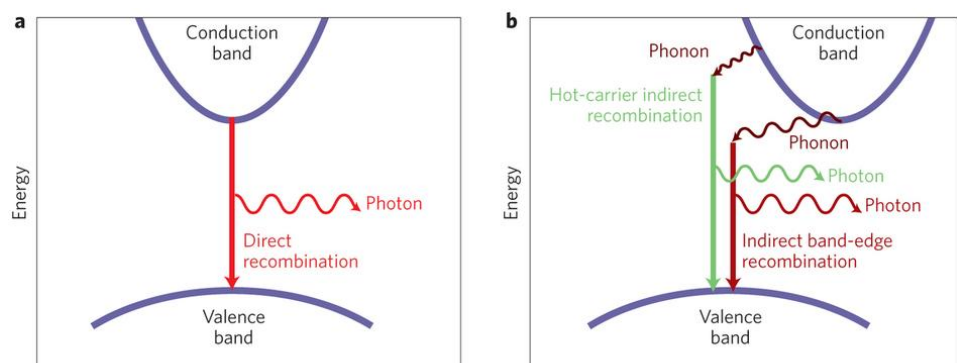 a
Conduction
band
Energy
Photon
Direct
recombination
Valence
band
b
Conduction
band
Phonon
Hot-carrier indirect
recombination
Phonon
Energy
Photon
Photon
Indirect band-edge
recombination
Valence
band